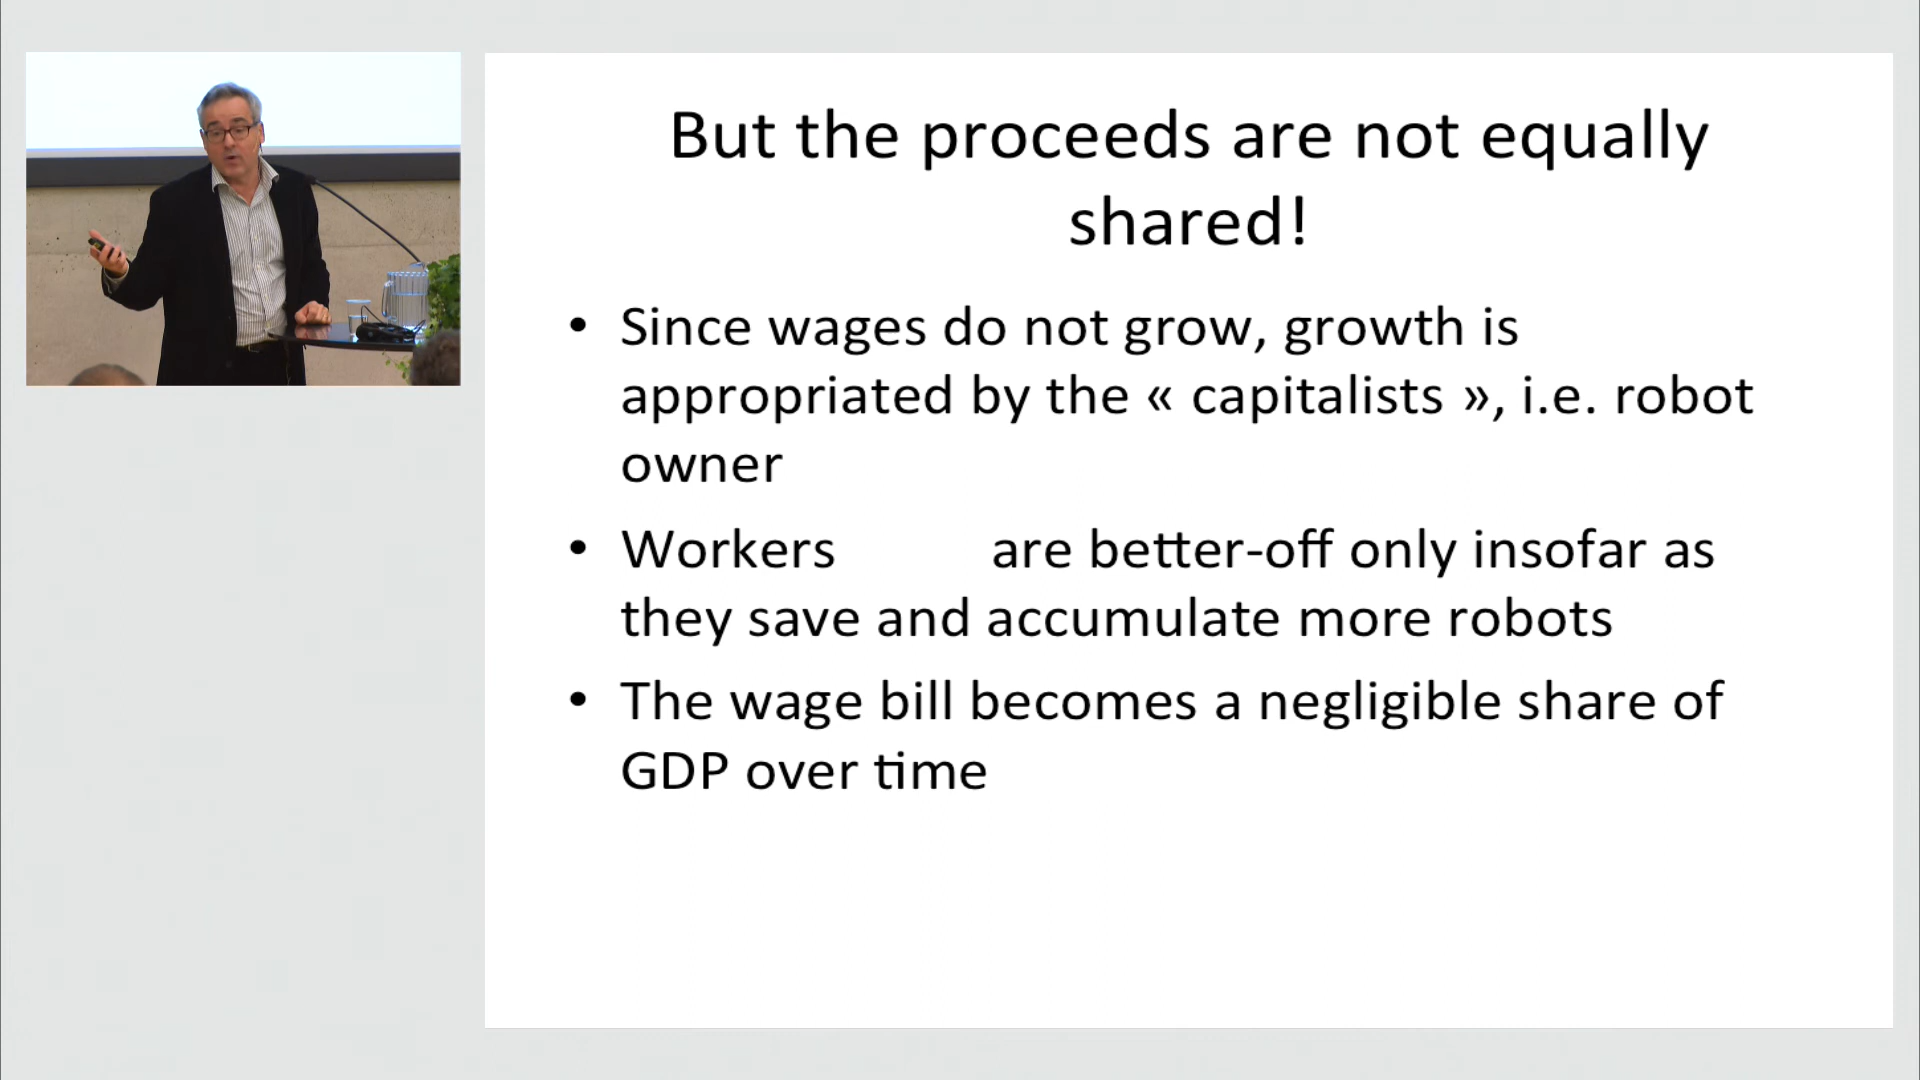 But the proceeds are not equally
shared!
• Since wages do not grow, growth is
appropriated by the « capitalists », i.e. robot
owner
• Workers are better-off only insofar as
they save and accumulate more robots
• The wage bill becomes a negligible share of
GDP over time